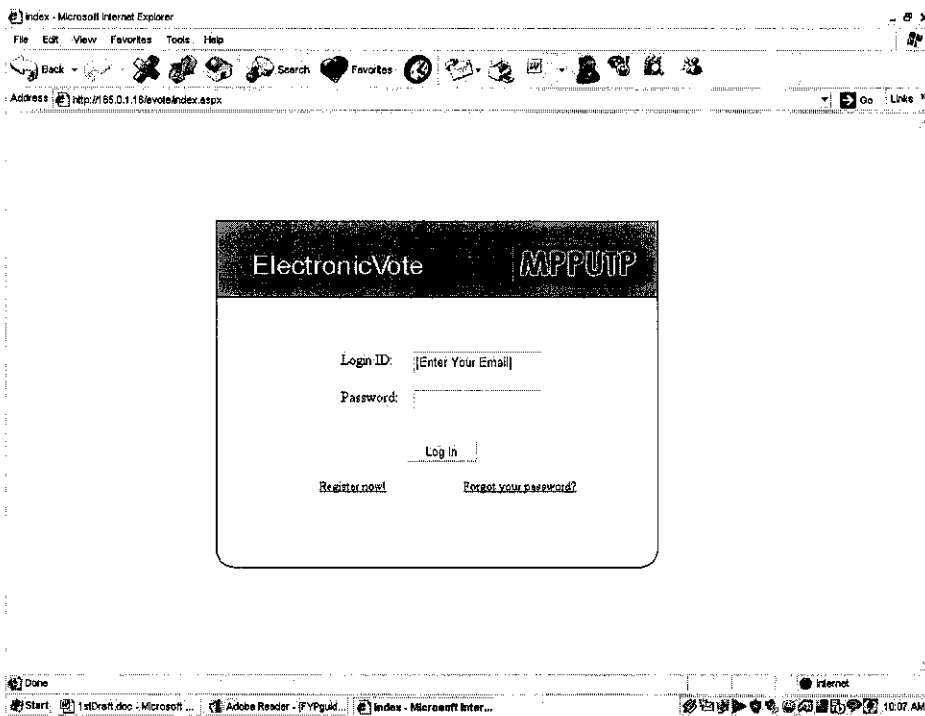 index - Microsoft Internet Explorer
File Edit View Favorites Tools Help
Back Search Favorites
Address http://165.0.1.16/evote/index.aspx Go Links
ElectronicVote MPPUTP
Login ID: [Enter Your Email]
Password:
Log In
Register now! Forgot your password?
Done Internet
Start 1stDraft.doc - Microsoft ... Adobe Reader - [FYPguid... index - Microsoft Inter... 10:07 AM